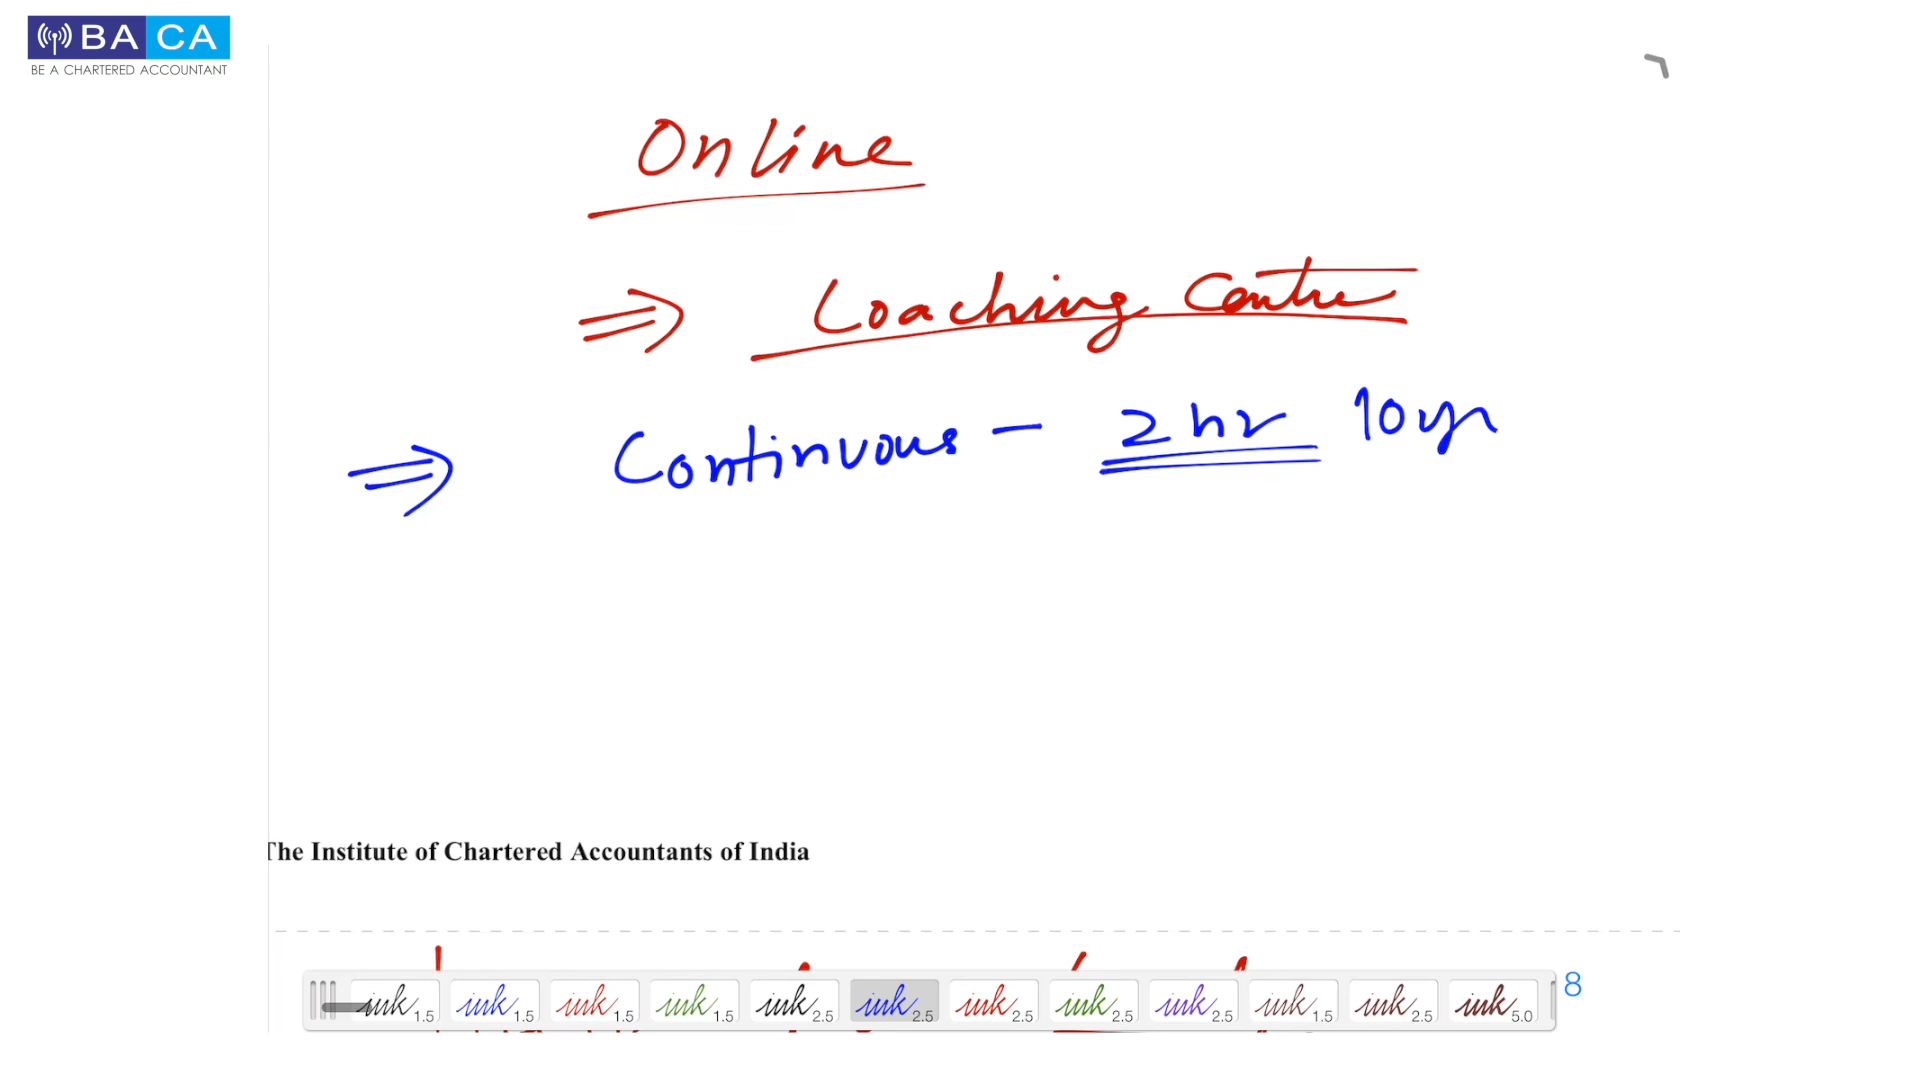 BA CA
BE A CHARTERED ACCOUNTANT
Online
⇒ Coaching Centre
⇒ Continuous - 2 hr 10 yr
The Institute of Chartered Accountants of India
ink 1.5 ink 1.5 ink 1.5 ink 1.5 ink 2.5 ink 2.5 ink 2.5 ink 2.5 ink 2.5 ink 1.5 ink 2.5 ink 5.0
8